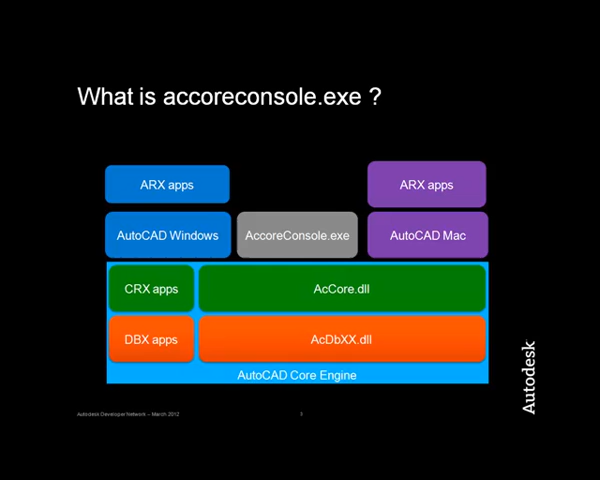 What is accoreconsole.exe ?
ARX apps
ARX apps
AutoCAD Windows
AccoreConsole.exe
AutoCAD Mac
CRX apps
AcCore.dll
DBX apps
AcDbXX.dll
AutoCAD Core Engine
Autodesk
Autodesk Developer Network – March 2012